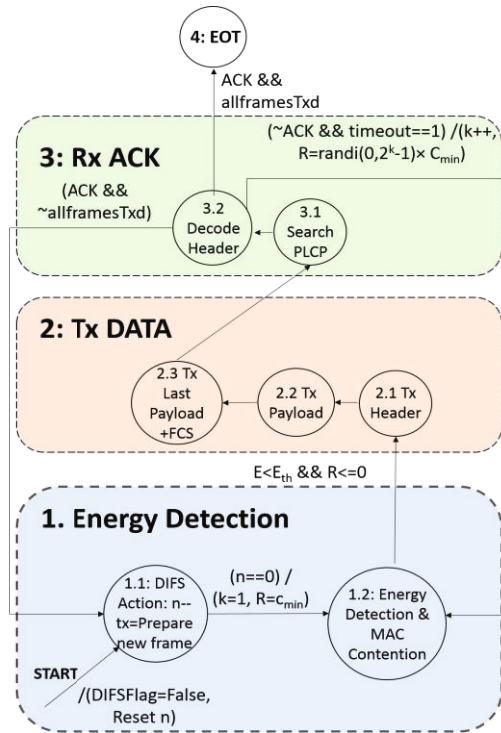 4: EOT
ACK &&
allframesTxd
(~ACK && timeout==1) /(k++,
R=randi(0,2^k-1)× C_min)
3: Rx ACK
(ACK &&
~allframesTxd)
3.2
Decode
Header
3.1
Search
PLCP
2: Tx DATA
2.3 Tx
Last
Payload
+FCS
2.2 Tx
Payload
2.1 Tx
Header
E<E_th && R<=0
1. Energy Detection
1.1: DIFS
Action: n--
tx=Prepare
new frame
(n==0) /
(k=1, R=c_min)
1.2: Energy
Detection &
MAC
Contention
START
/(DIFSFlag=False,
Reset n)